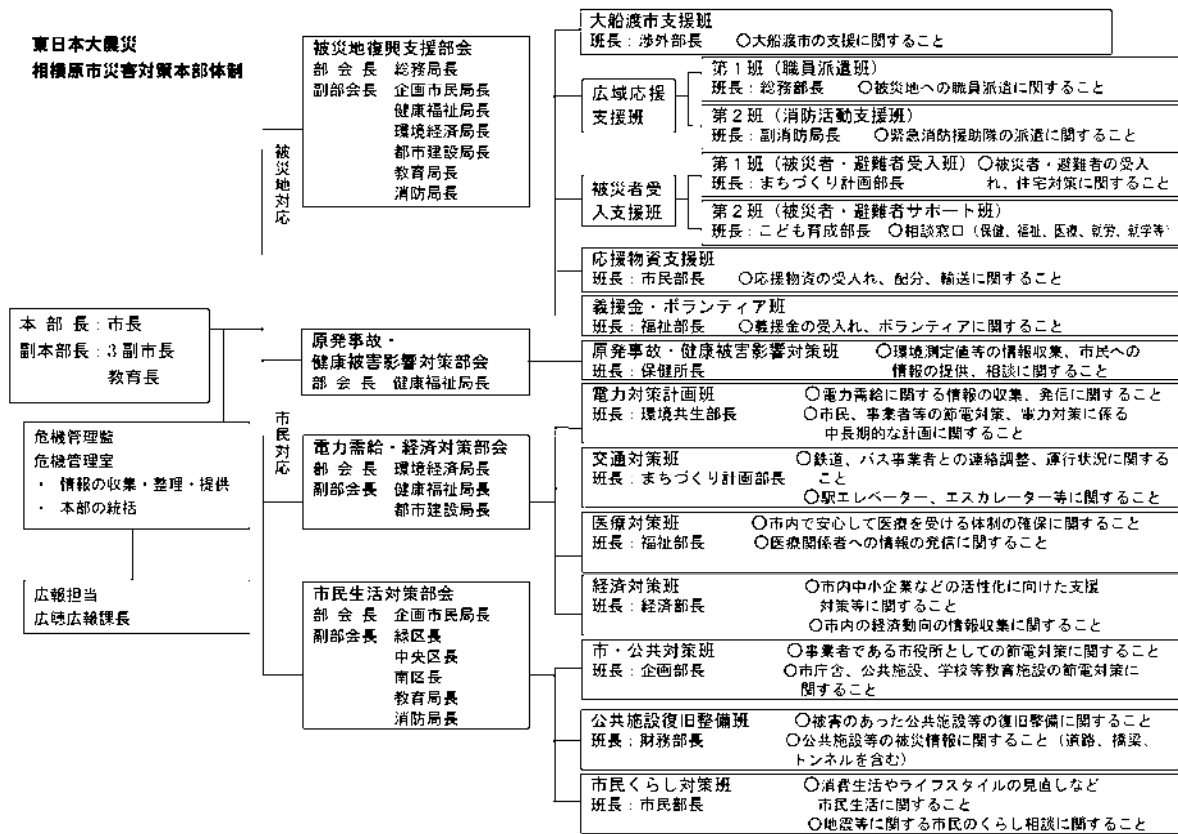 東日本大震災
相模原市災害対策本部体制
本 部 長：市長
副本部長：3副市長
教育長
危機管理監
危機管理室
・ 情報の収集・整理・提供
・ 本部の統括
広報担当
広聴広報課長
被災地対応
市民対応
被災地復興支援部会
部 会 長 総務局長
副部会長 企画市民局長
健康福祉局長
環境経済局長
都市建設局長
教育局長
消防局長
原発事故・
健康被害影響対策部会
部 会 長 健康福祉局長
電力需給・経済対策部会
部 会 長 環境経済局長
副部会長 健康福祉局長
都市建設局長
市民生活対策部会
部 会 長 企画市民局長
副部会長 緑区長
中央区長
南区長
教育局長
消防局長
大船渡市支援班
班長：渉外部長 ○大船渡市の支援に関すること
広域応援
支援班
第1班（職員派遣班）
班長：総務部長 ○被災地への職員派遣に関すること
第2班（消防活動支援班）
班長：副消防局長 ○緊急消防援助隊の派遣に関すること
被災者受
入支援班
第1班（被災者・避難者受入班）○被災者・避難者の受入
班長：まちづくり計画部長 れ、住宅対策に関すること
第2班（被災者・避難者サポート班）
班長：こども育成部長 ○相談窓口（保健、福祉、医療、就労、就学等）
応援物資支援班
班長：市民部長 ○応援物資の受入れ、配分、輸送に関すること
義援金・ボランティア班
班長：福祉部長 ○義援金の受入れ、ボランティアに関すること
原発事故・健康被害影響対策班 ○環境測定値等の情報収集、市民への
班長：保健所長 情報の提供、相談に関すること
電力対策計画班 ○電力需給に関する情報の収集、発信に関すること
班長：環境共生部長 ○市民、事業者等の節電対策、電力対策に係る
中長期的な計画に関すること
交通対策班 ○鉄道、バス事業者との連絡調整、運行状況に関する
班長：まちづくり計画部長 こと
○駅エレベーター、エスカレーター等に関すること
医療対策班 ○市内で安心して医療を受ける体制の確保に関すること
班長：福祉部長 ○医療関係者への情報の発信に関すること
経済対策班 ○市内中小企業などの活性化に向けた支援
班長：経済部長 対策等に関すること
○市内の経済動向の情報収集に関すること
市・公共対策班 ○事業者である市役所としての節電対策に関すること
班長：企画部長 ○市庁舎、公共施設、学校等教育施設の節電対策に
関すること
公共施設復旧整備班 ○被害のあった公共施設等の復旧整備に関すること
班長：財務部長 ○公共施設等の被災情報に関すること（道路、橋梁、
トンネルを含む）
市民くらし対策班 ○消費生活やライフスタイルの見直しなど
班長：市民部長 市民生活に関すること
○地震等に関する市民のくらし相談に関すること